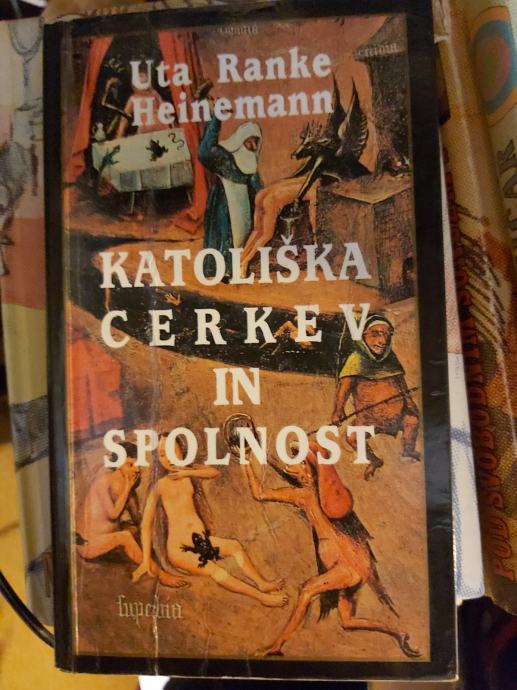 Uta Ranke
Heinemann
KATOLIŠKA
CERKEV
IN
SPOLNOST